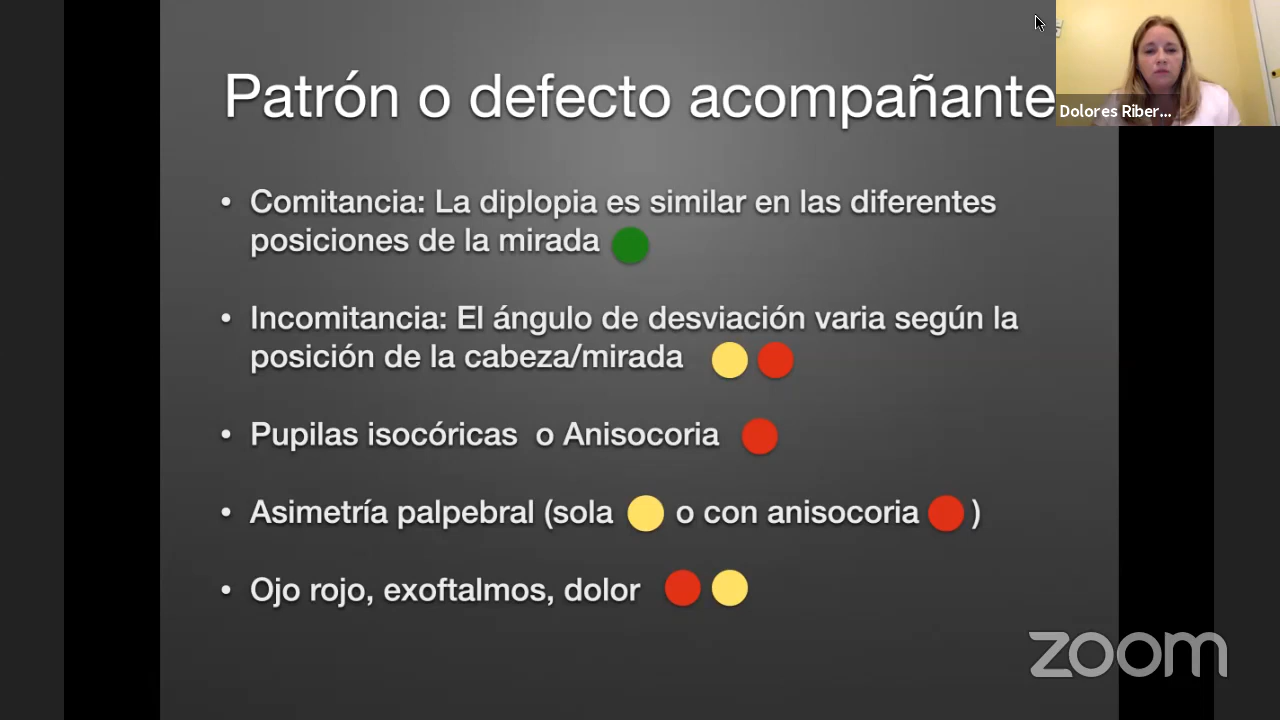 Patrón o defecto acompañante
Dolores Riber...
• Comitancia: La diplopia es similar en las diferentes
posiciones de la mirada
• Incomitancia: El ángulo de desviación varia según la
posición de la cabeza/mirada
• Pupilas isocóricas o Anisocoria
• Asimetría palpebral (sola o con anisocoria )
• Ojo rojo, exoftalmos, dolor
zoom